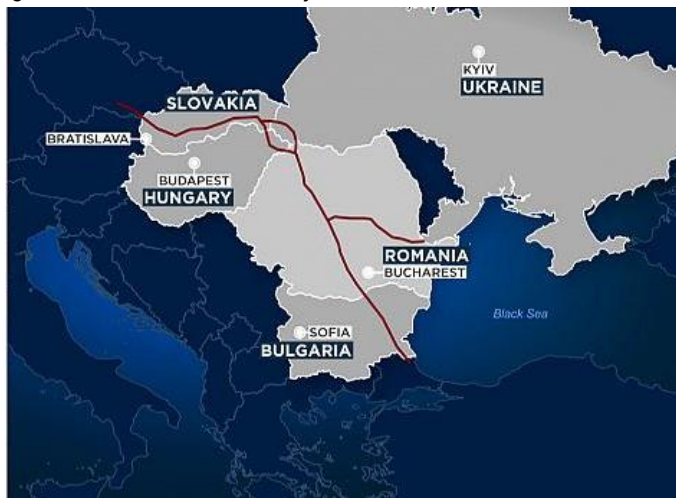 KYIV
UKRAINE
SLOVAKIA
BRATISLAVA
BUDAPEST
HUNGARY
ROMANIA
BUCHAREST
Black Sea
SOFIA
BULGARIA